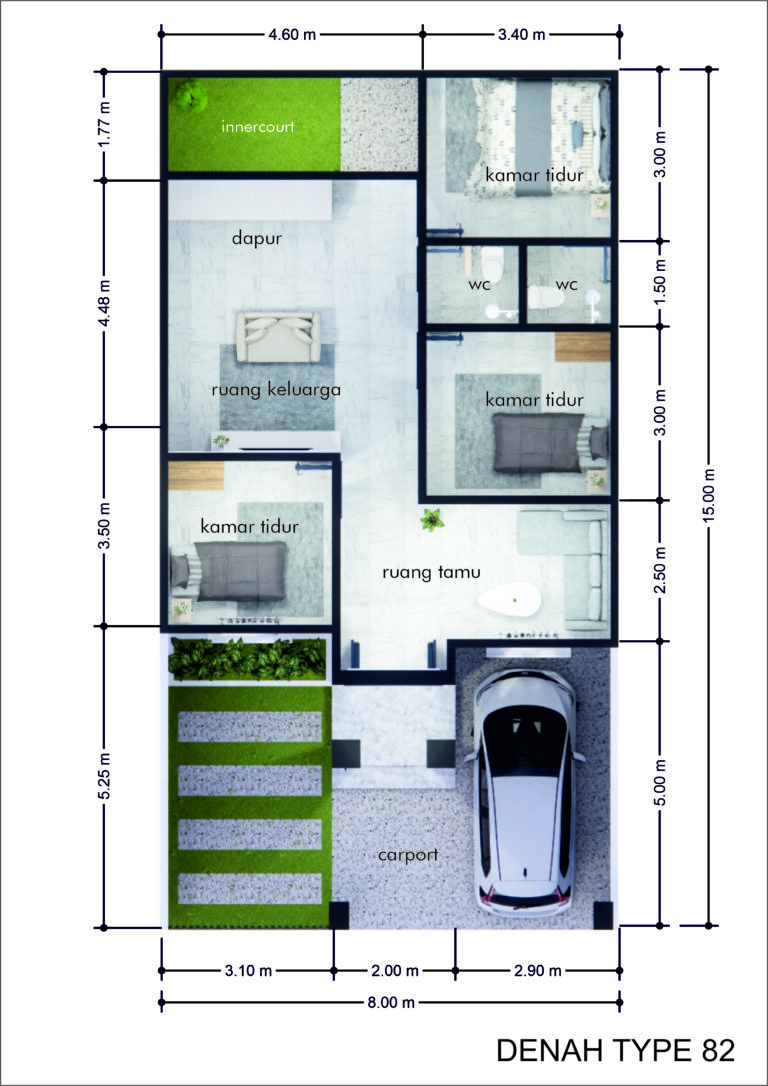 4.60 m
3.40 m
1.77 m
innercourt
kamar tidur
3.00 m
dapur
wc
wc
1.50 m
4.48 m
ruang keluarga
kamar tidur
3.00 m
15.00 m
3.50 m
kamar tidur
ruang tamu
2.50 m
5.25 m
5.00 m
carport
3.10 m
2.00 m
2.90 m
8.00 m
DENAH TYPE 82